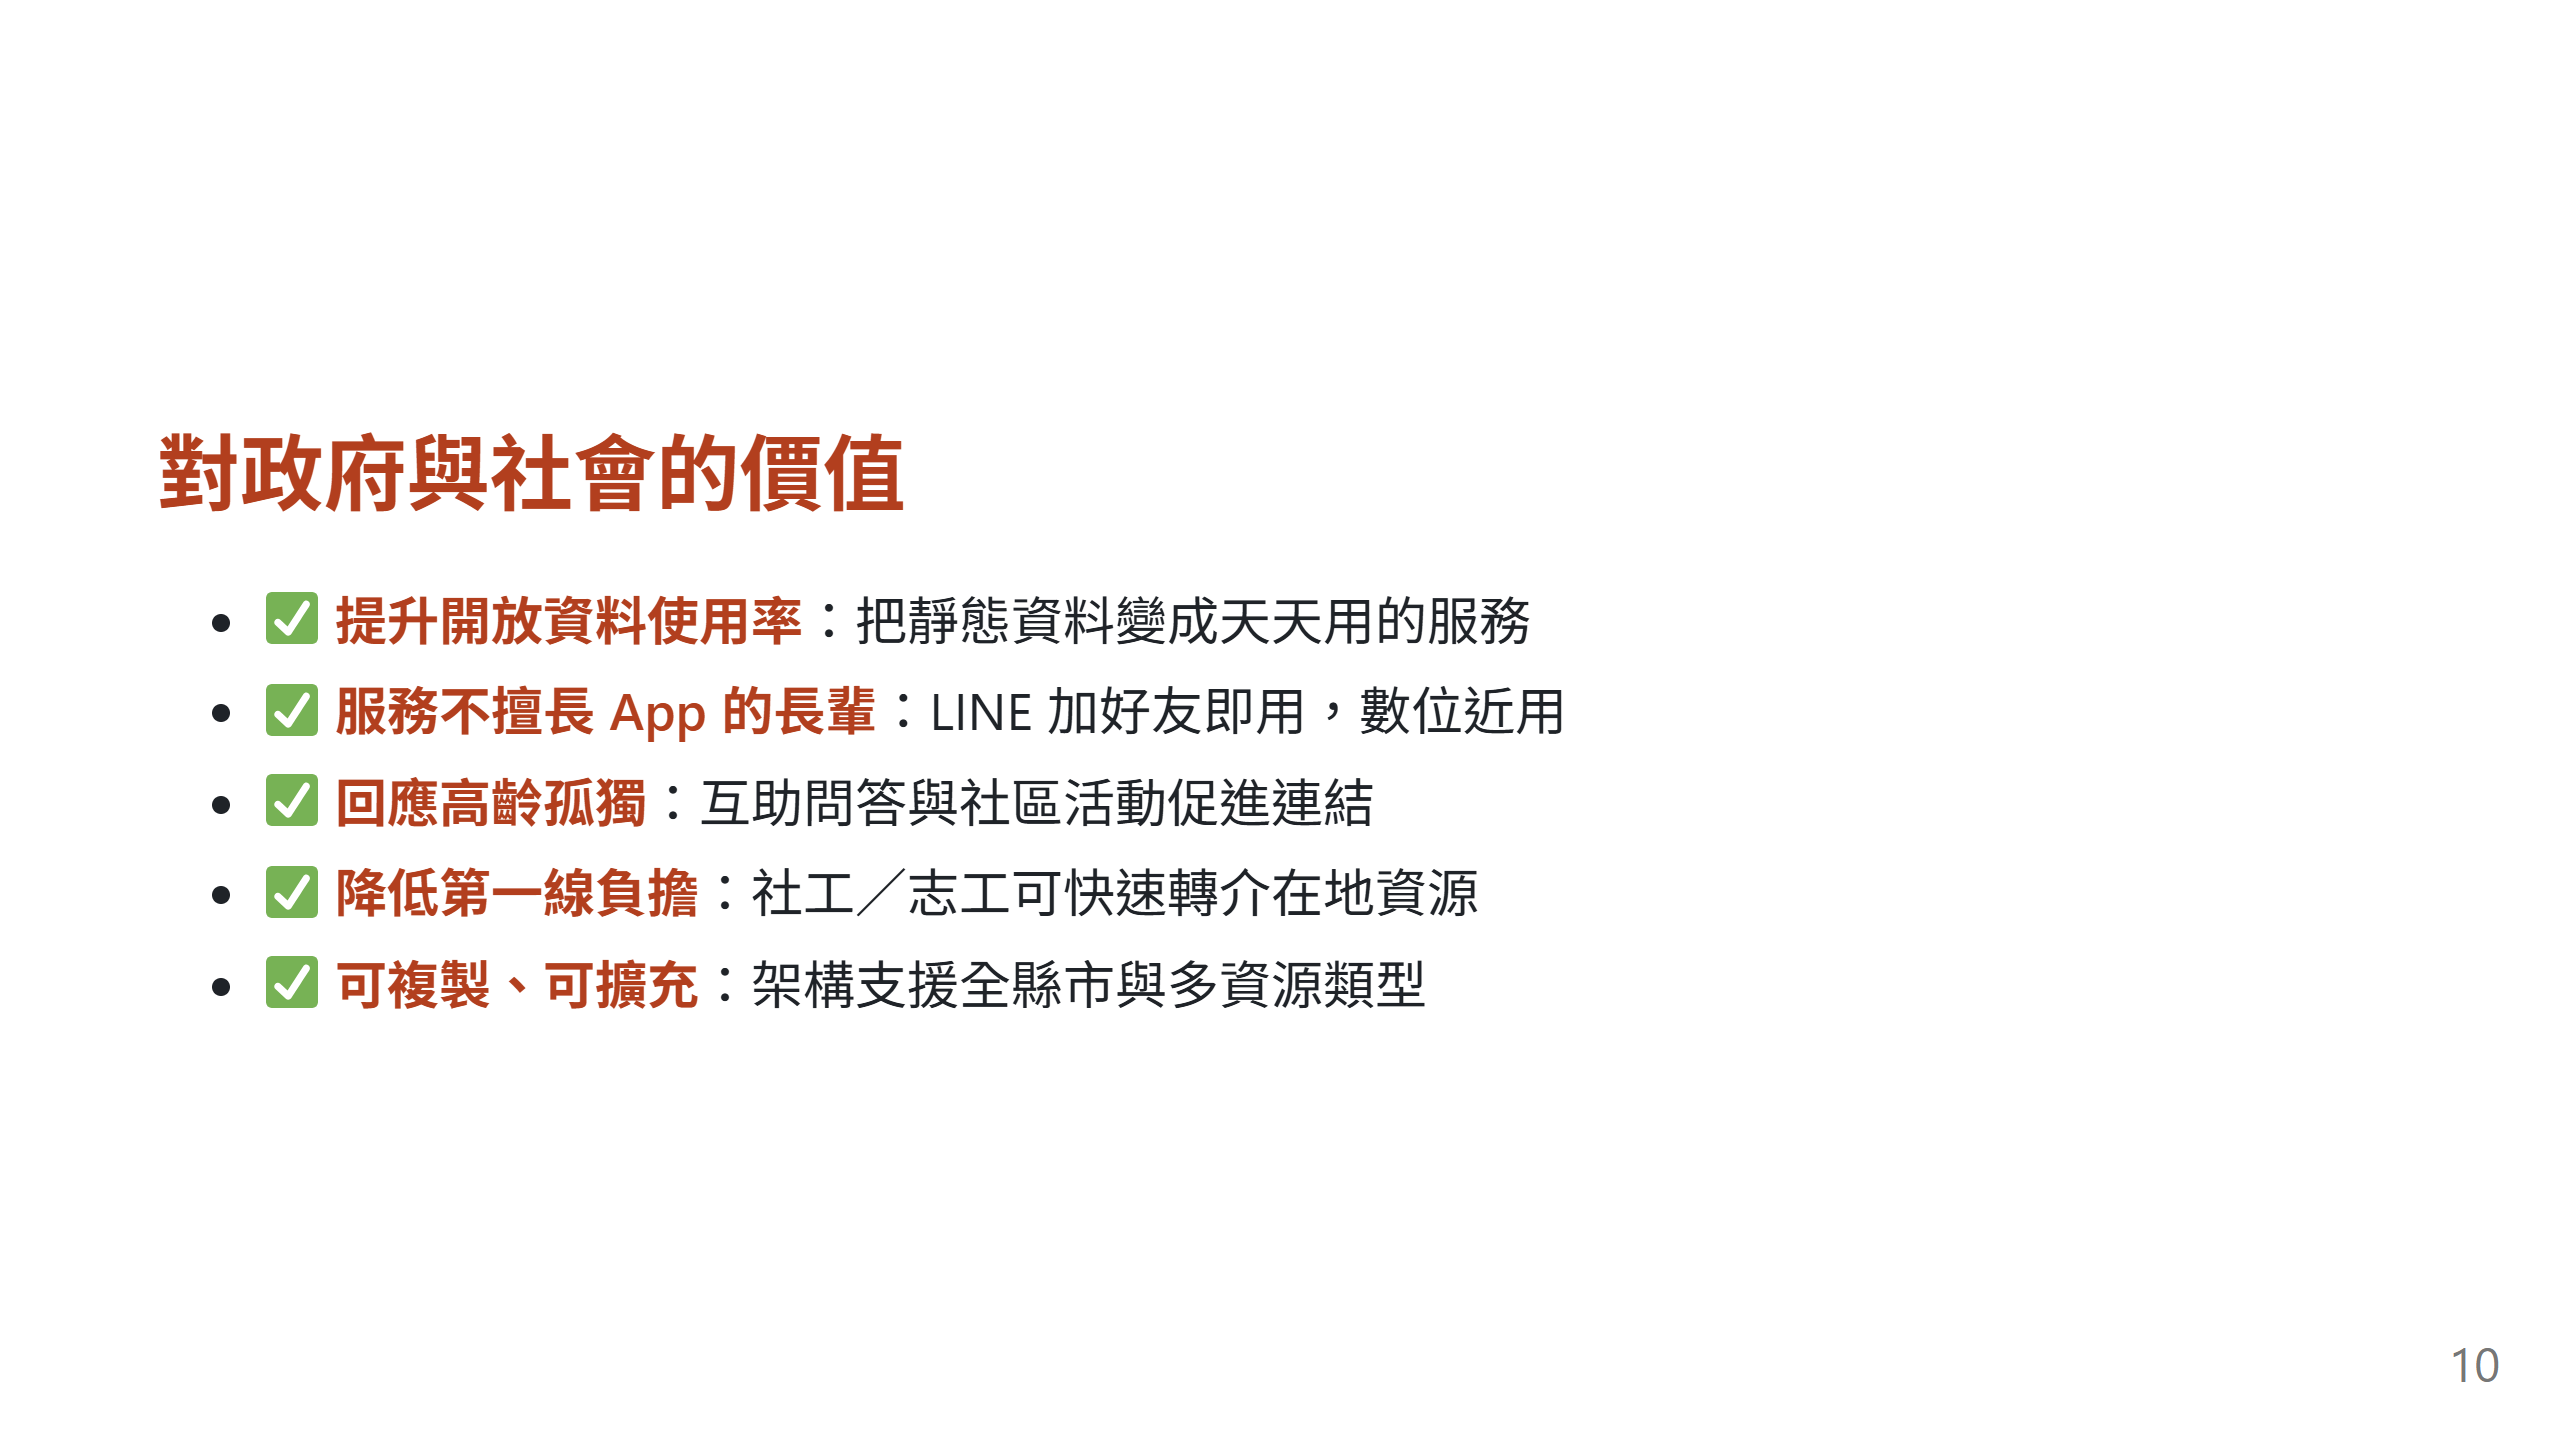 對政府與社會的價值
• ✅ 提升開放資料使用率：把靜態資料變成天天用的服務
• ✅ 服務不擅長 App 的長輩：LINE 加好友即用，數位近用
• ✅ 回應高齡孤獨：互助問答與社區活動促進連結
• ✅ 降低第一線負擔：社工／志工可快速轉介在地資源
• ✅ 可複製、可擴充：架構支援全縣市與多資源類型
10